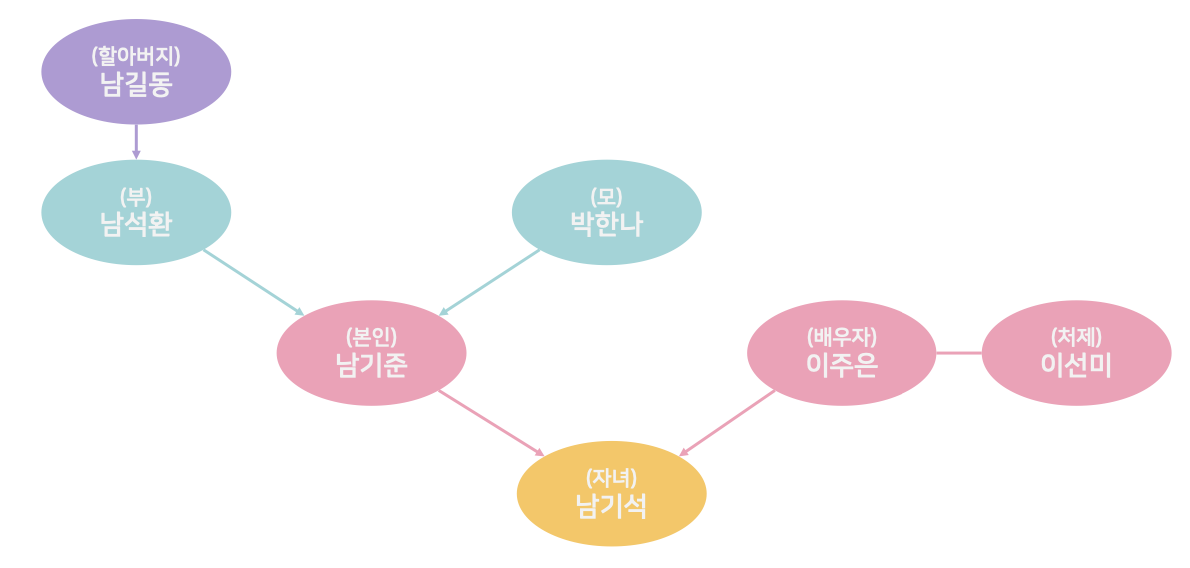 (할아버지)
남길동
(부)
남석환
(모)
박한나
(본인)
남기준
(배우자)
이주은
(처제)
이선미
(자녀)
남기석